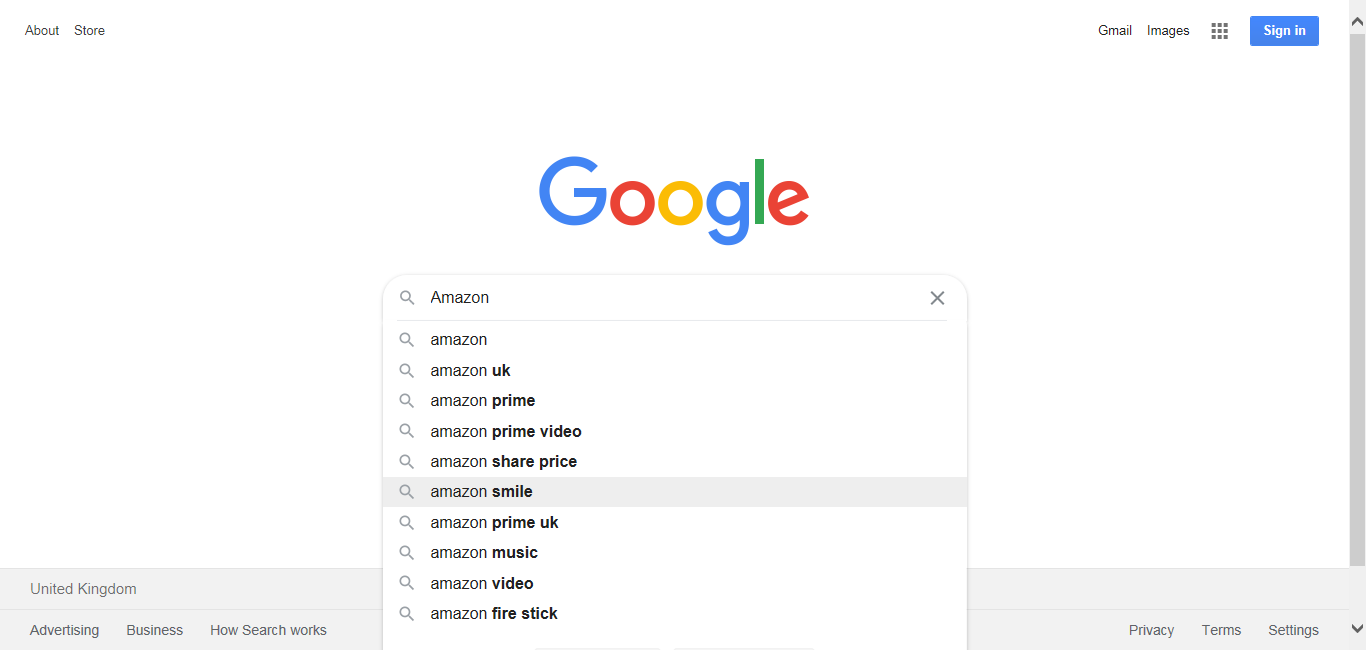 About Store Gmail Images Sign in
Google
Amazon
amazon
amazon uk
amazon prime
amazon prime video
amazon share price
amazon smile
amazon prime uk
amazon music
amazon video
amazon fire stick
United Kingdom
Advertising Business How Search works Privacy Terms Settings